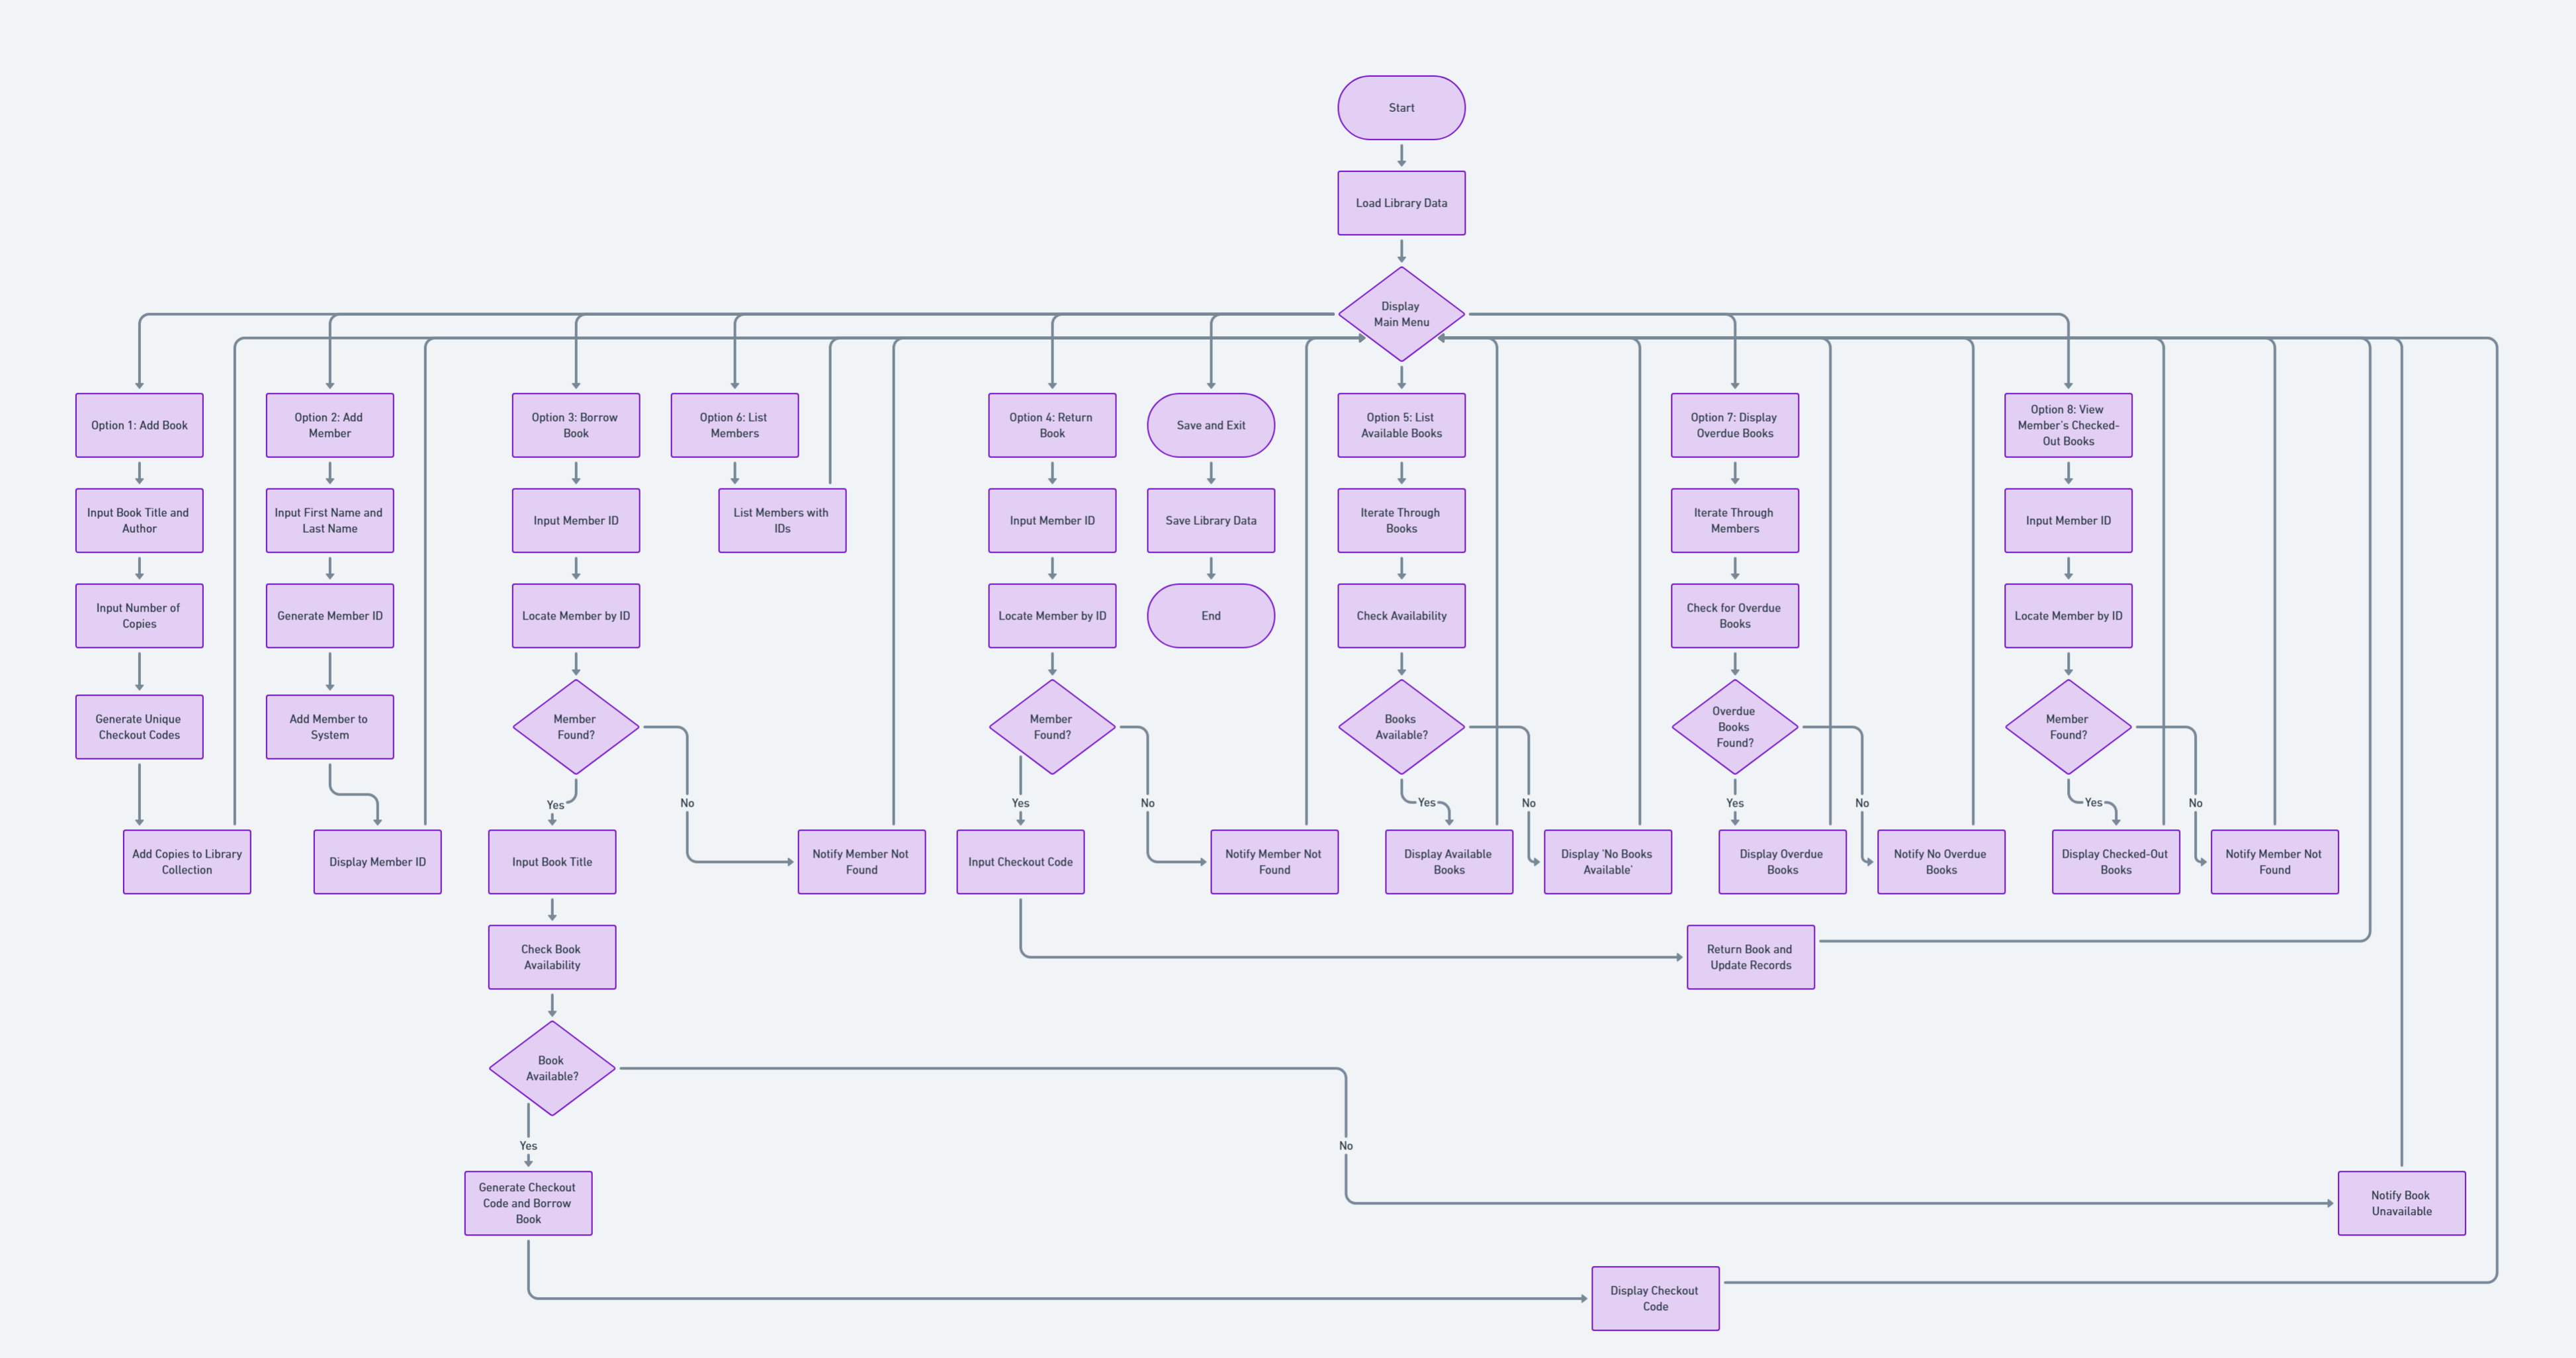 Start
Load Library Data
Display
Main Menu
Option 1: Add Book
Option 2: Add
Member
Option 3: Borrow
Book
Option 6: List
Members
Option 4: Return
Book
Save and Exit
Option 5: List
Available Books
Option 7: Display
Overdue Books
Option 8: View
Member's Checked-
Out Books
Input Book Title and
Author
Input First Name and
Last Name
Input Member ID
List Members with
IDs
Input Member ID
Save Library Data
Iterate Through
Books
Iterate Through
Members
Input Member ID
Input Number of
Copies
Generate Member ID
Locate Member by ID
Locate Member by ID
End
Check Availability
Check for Overdue
Books
Locate Member by ID
Generate Unique
Checkout Codes
Add Member to
System
Member
Found?
Member
Found?
Books
Available?
Overdue
Books
Found?
Member
Found?
Yes
No
Yes
No
Yes
No
Yes
No
Yes
No
Add Copies to Library
Collection
Display Member ID
Input Book Title
Notify Member Not
Found
Input Checkout Code
Notify Member Not
Found
Display Available
Books
Display 'No Books
Available'
Display Overdue
Books
Notify No Overdue
Books
Display Checked-Out
Books
Notify Member Not
Found
Check Book
Availability
Return Book and
Update Records
Book
Available?
Yes
No
Generate Checkout
Code and Borrow
Book
Notify Book
Unavailable
Display Checkout
Code